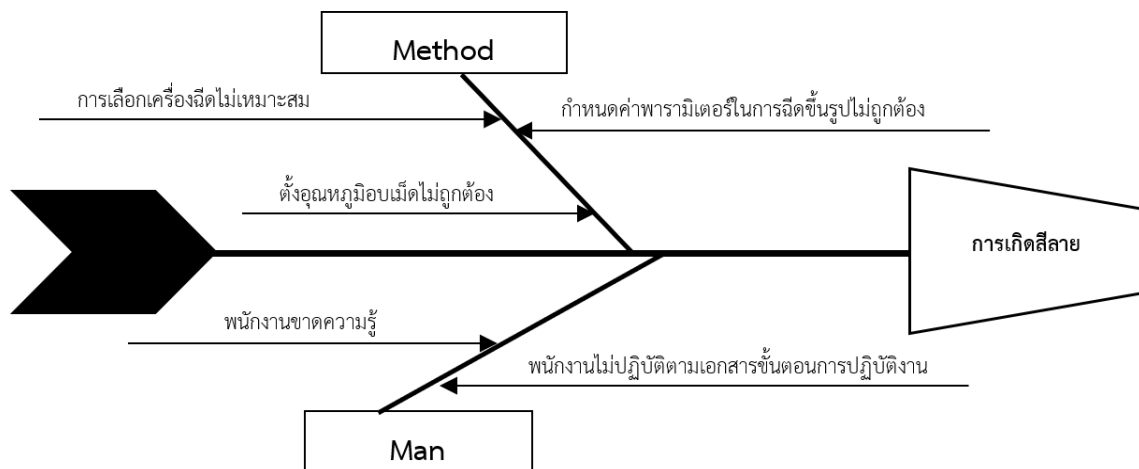 Method
การเลือกเครื่องฉีดไม่เหมาะสม
กำหนดค่าพารามิเตอร์ในการฉีดขึ้นรูปไม่ถูกต้อง
ตั้งอุณหภูมิอบเม็ดไม่ถูกต้อง
การเกิดสีลาย
พนักงานขาดความรู้
พนักงานไม่ปฏิบัติตามเอกสารขั้นตอนการปฏิบัติงาน
Man